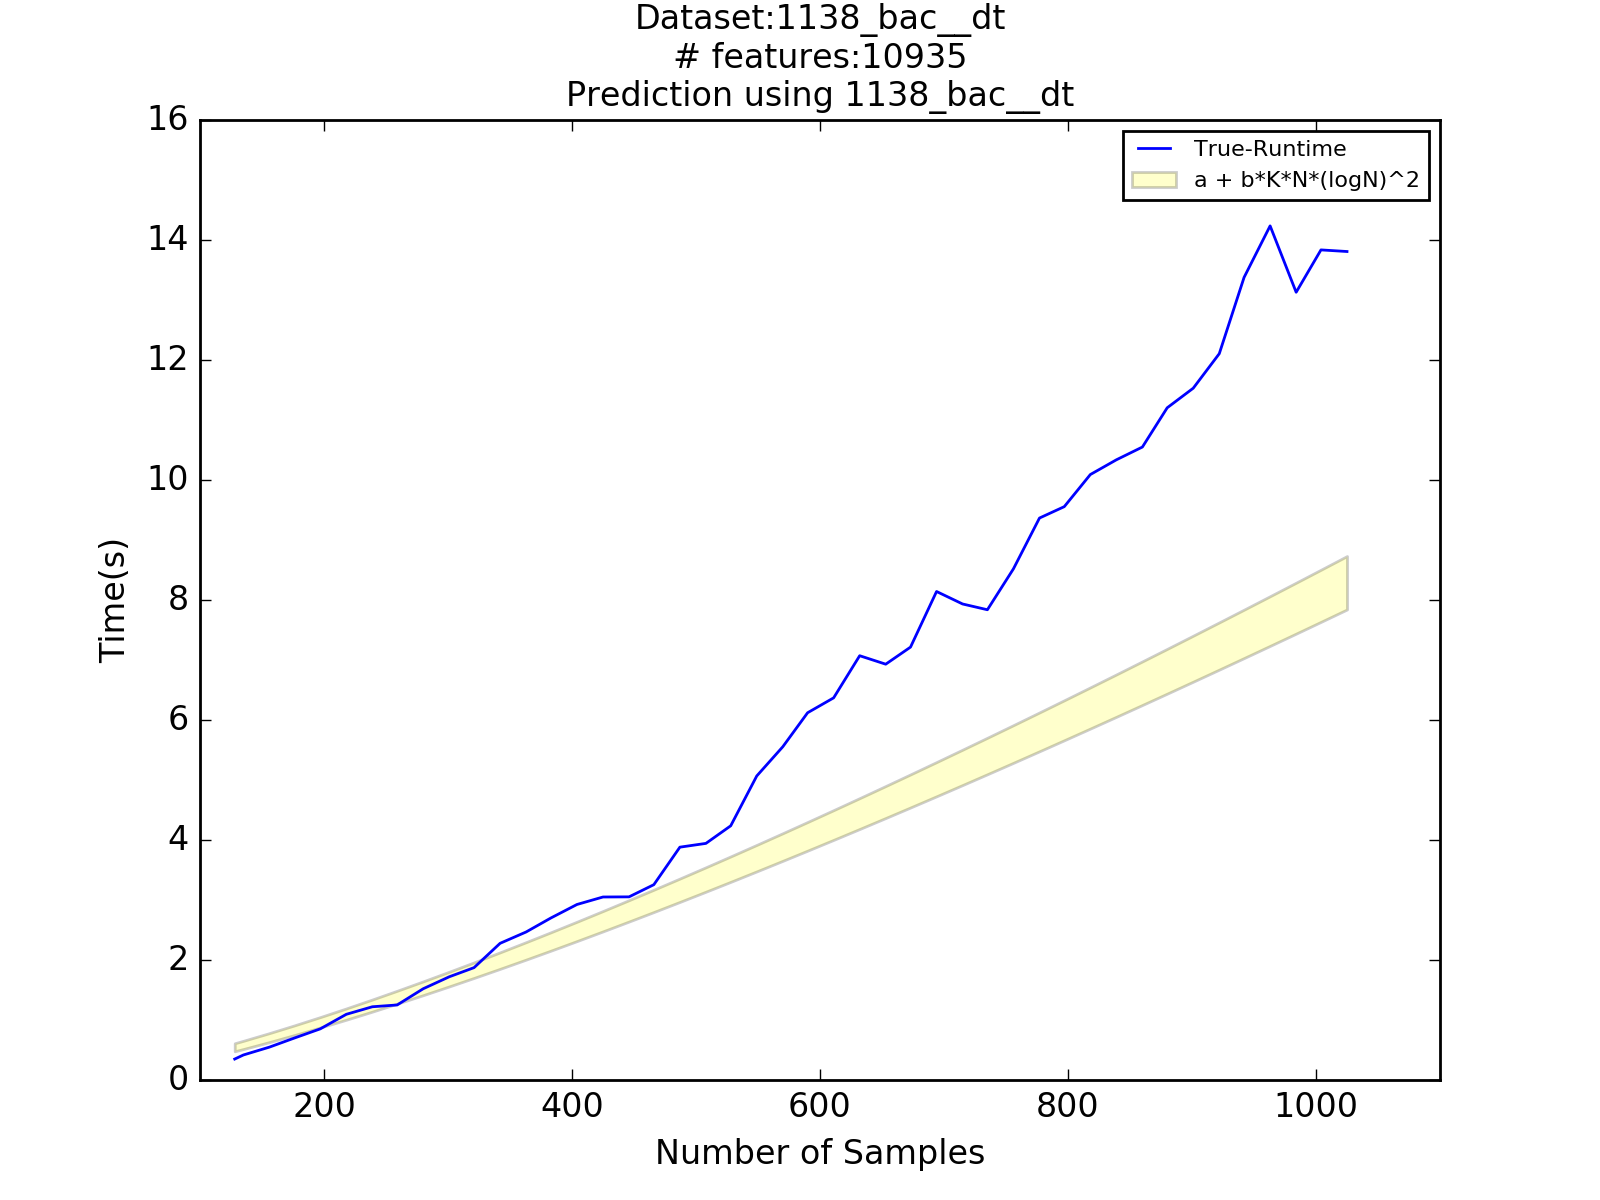 Dataset:1138_bac__dt
# features:10935
Prediction using 1138_bac__dt
True-Runtime
a + b*K*N*(logN)^2
16
14
12
10
8
6
4
2
0
Time(s)
200 400 600 800 1000
Number of Samples